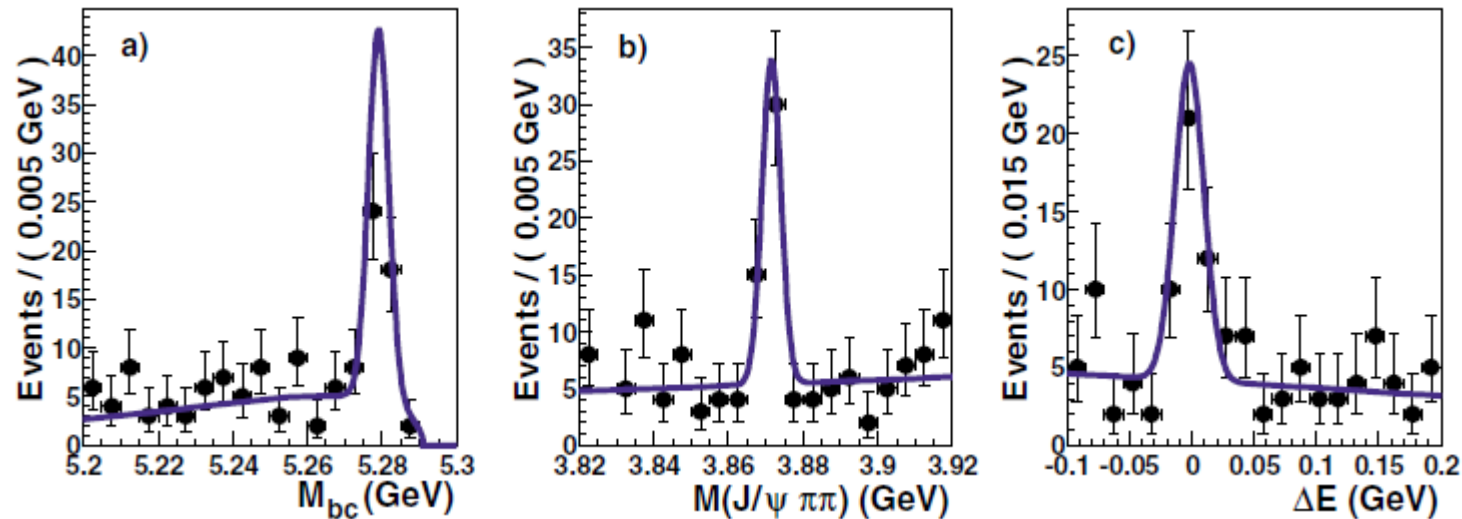 a)
Events / ( 0.005 GeV )
40
35
30
25
20
15
10
5
0
5.2 5.22 5.24 5.26 5.28 5.3
M_bc (GeV)
b)
Events / ( 0.005 GeV )
35
30
25
20
15
10
5
0
3.82 3.84 3.86 3.88 3.9 3.92
M(J/ψ ππ) (GeV)
c)
Events / ( 0.015 GeV )
25
20
15
10
5
0
-0.1 -0.05 0 0.05 0.1 0.15 0.2
ΔE (GeV)